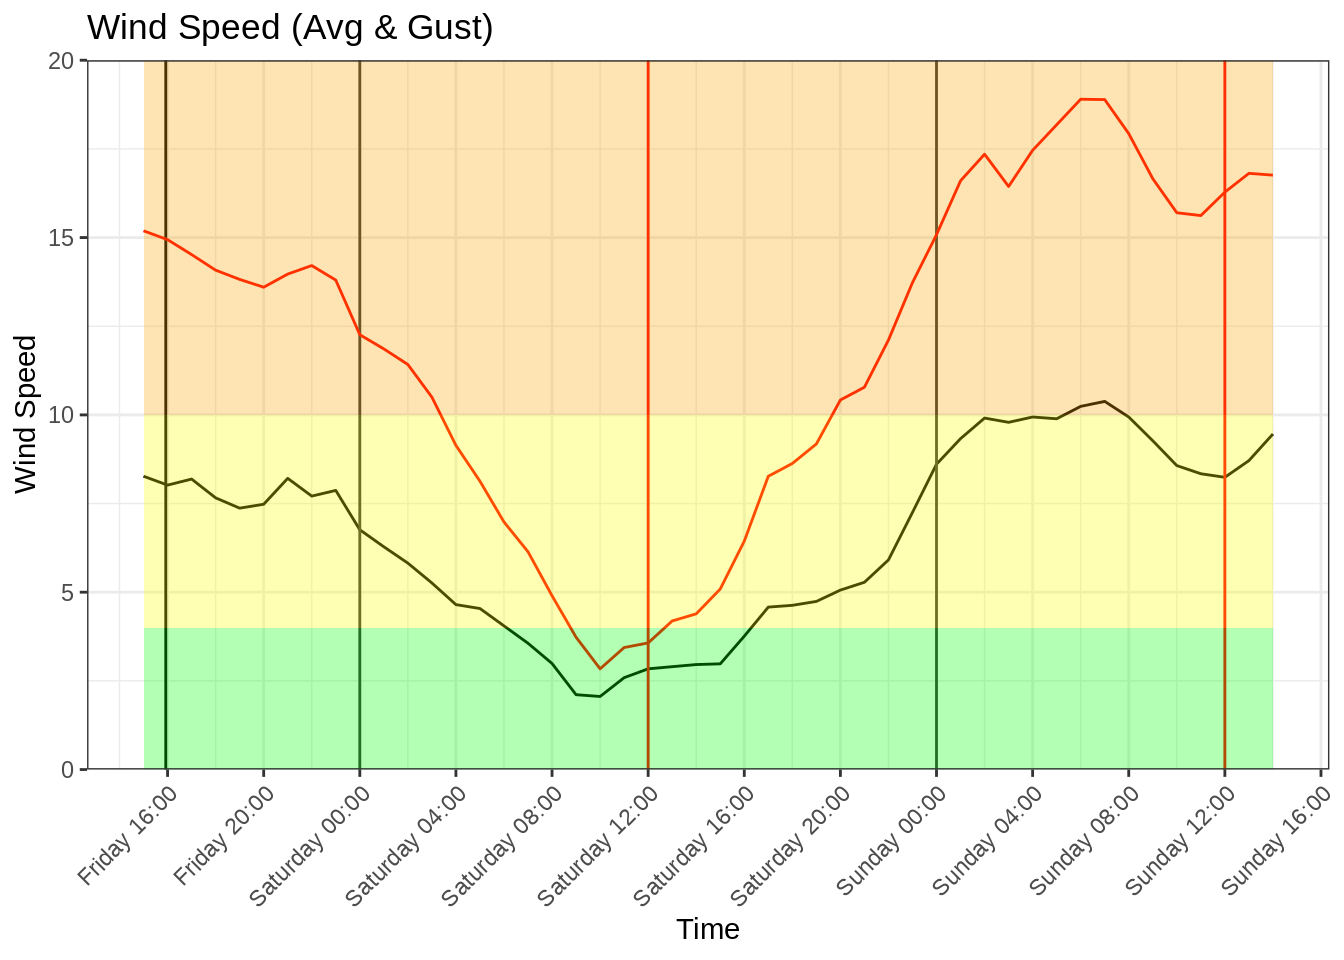 Wind Speed (Avg & Gust)
20
15
10
5
0
Wind Speed
Friday 16:00
Friday 20:00
Saturday 00:00
Saturday 04:00
Saturday 08:00
Saturday 12:00
Saturday 16:00
Saturday 20:00
Sunday 00:00
Sunday 04:00
Sunday 08:00
Sunday 12:00
Sunday 16:00
Time